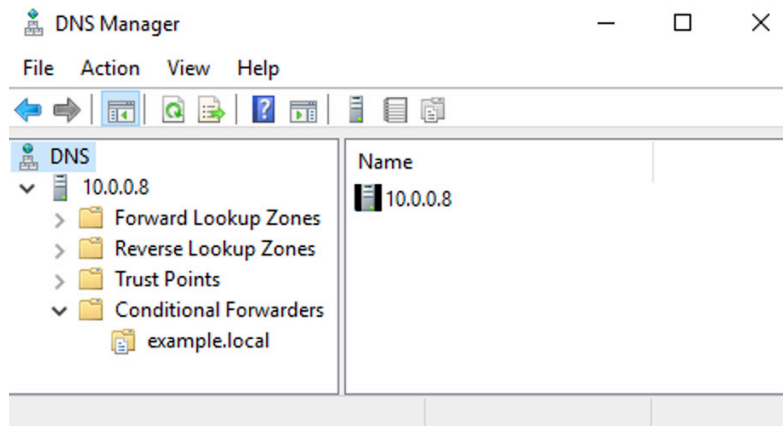 DNS Manager
File Action View Help
DNS
10.0.0.8
Forward Lookup Zones
Reverse Lookup Zones
Trust Points
Conditional Forwarders
example.local
Name
10.0.0.8